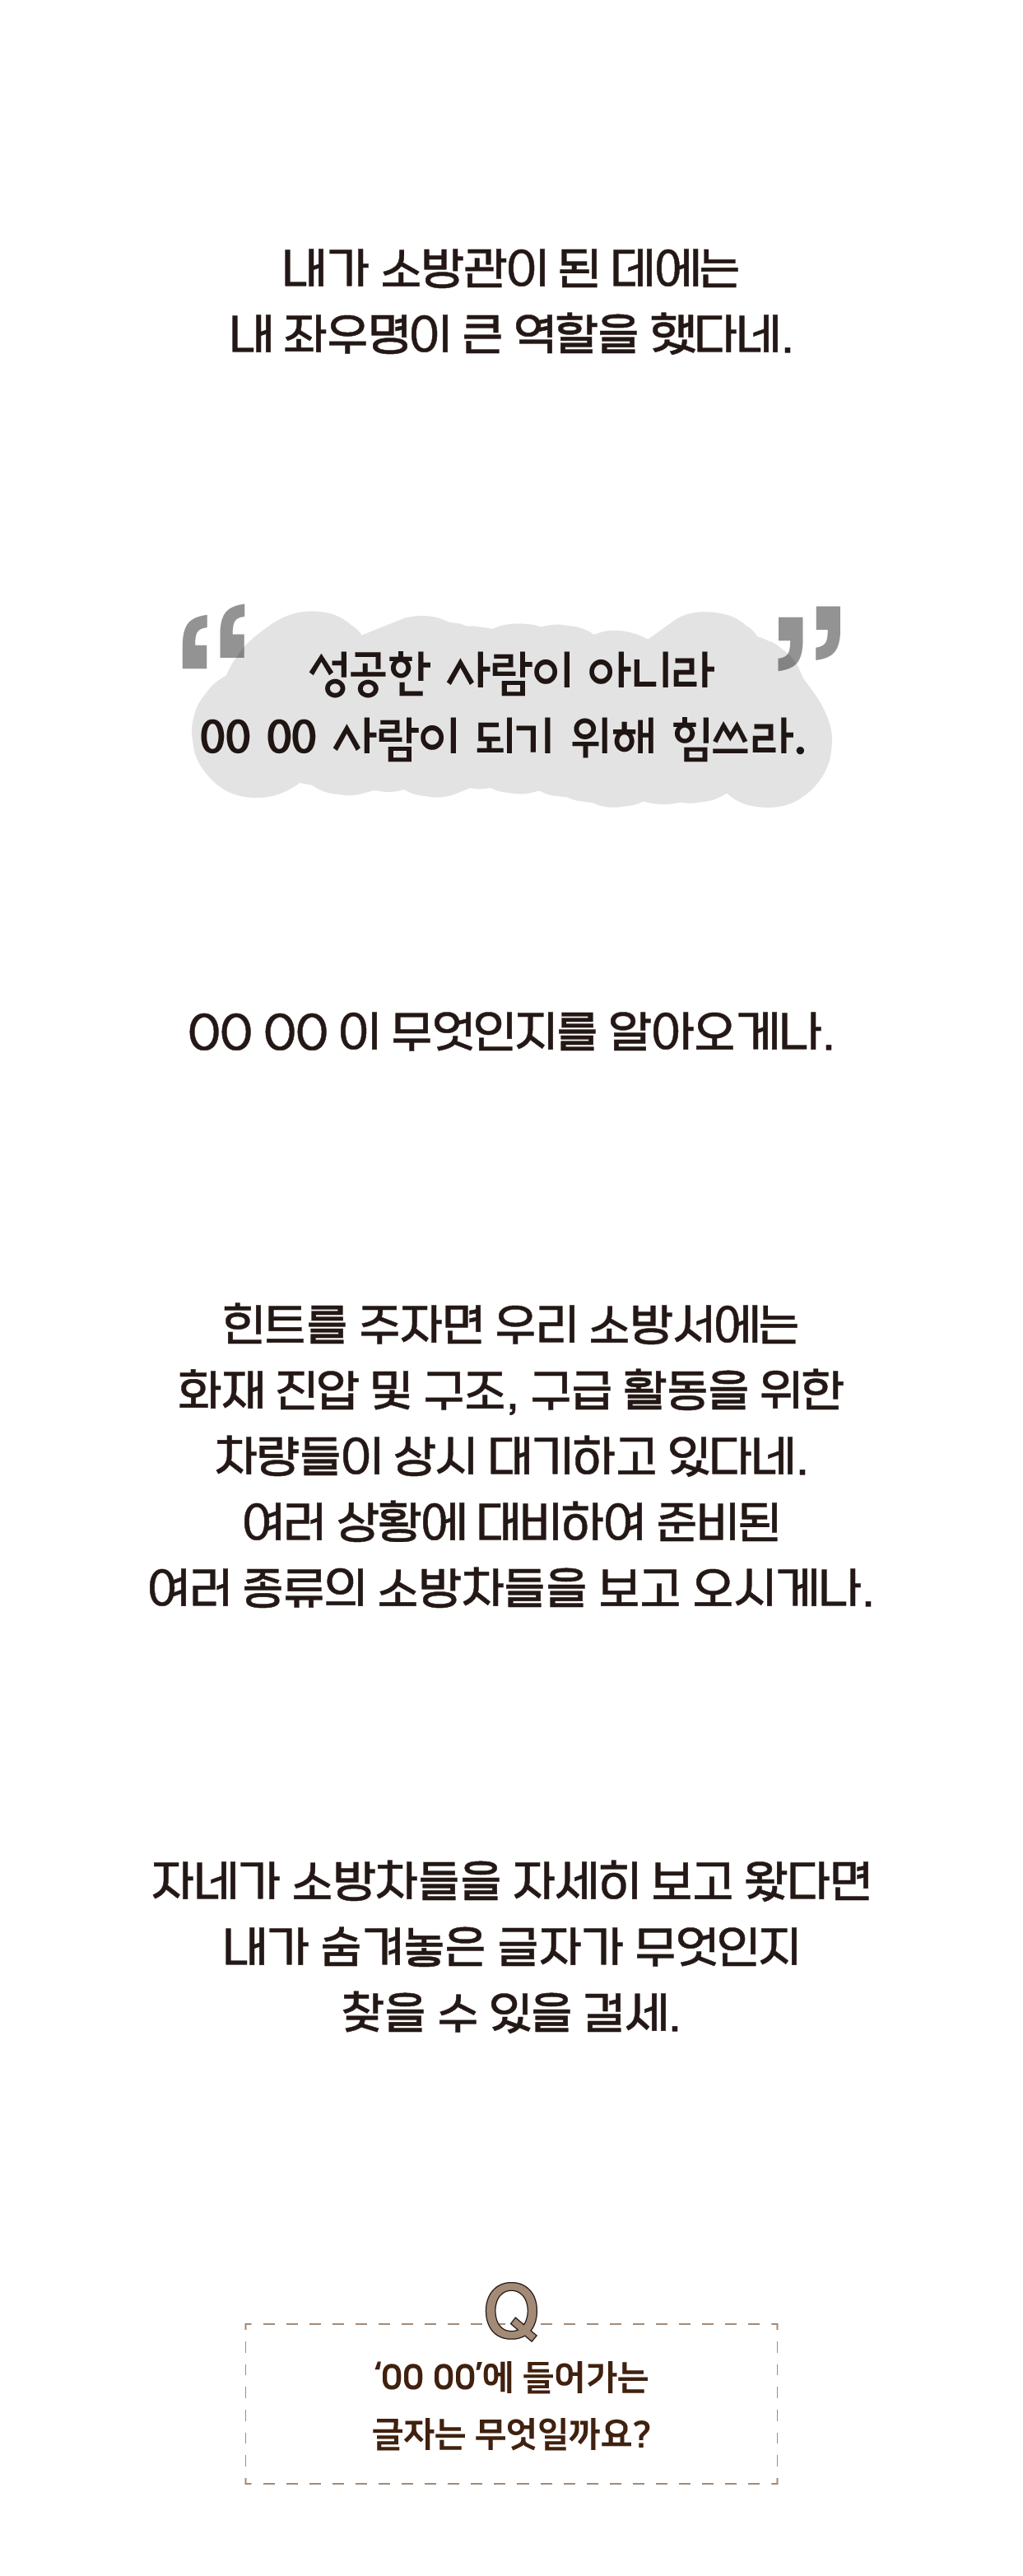 내가 소방관이 된 데에는
내 좌우명이 큰 역할을 했다네.
“성공한 사람이 아니라
00 00 사람이 되기 위해 힘쓰라.”
OO OO 이 무엇인지를 알아오게나.
힌트를 주자면 우리 소방서에는
화재 진압 및 구조, 구급 활동을 위한
차량들이 상시 대기하고 있다네.
여러 상황에 대비하여 준비된
여러 종류의 소방차들을 보고 오시게나.
자네가 소방차들을 자세히 보고 왔다면
내가 숨겨놓은 글자가 무엇인지
찾을 수 있을 걸세.
Q
‘00 00’에 들어가는
글자는 무엇일까요?